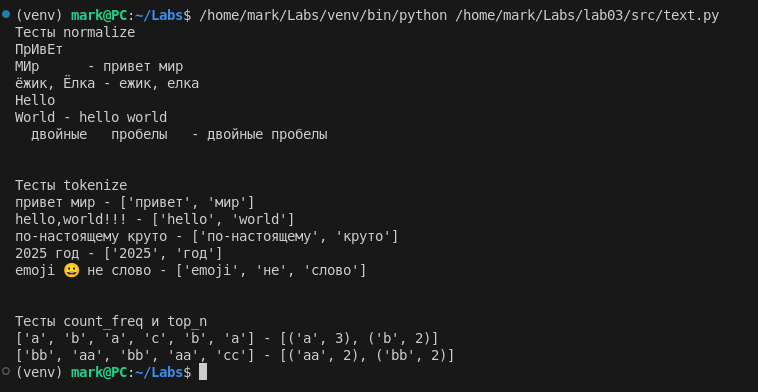 (venv) mark@PC:~/Labs$ /home/mark/Labs/venv/bin/python /home/mark/Labs/lab03/src/text.py
Тесты normalize
ПрИвЕт
МИр      - привет мир
ёжик, Ёлка - ежик, елка
Hello
World - hello world
  двойные   пробелы   - двойные пробелы
Тесты tokenize
привет мир - ['привет', 'мир']
hello,world!!! - ['hello', 'world']
по-настоящему круто - ['по-настоящему', 'круто']
2025 год - ['2025', 'год']
emoji 😀 не слово - ['emoji', 'не', 'слово']
Тесты count_freq и top_n
['a', 'b', 'a', 'c', 'b', 'a'] - [('a', 3), ('b', 2)]
['bb', 'aa', 'bb', 'aa', 'cc'] - [('aa', 2), ('bb', 2)]
(venv) mark@PC:~/Labs$